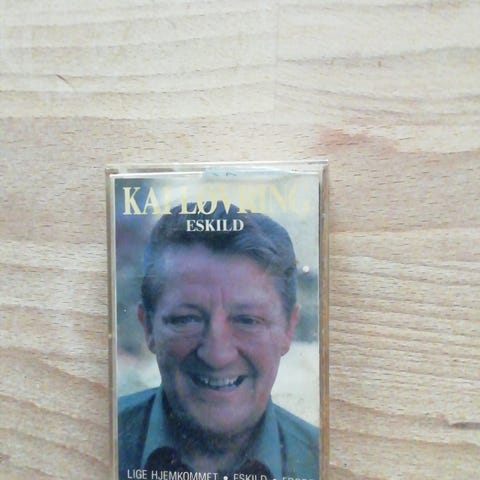 KAI LØVRING
ESKILD
LIGE HJEMKOMMET • ESKILD •